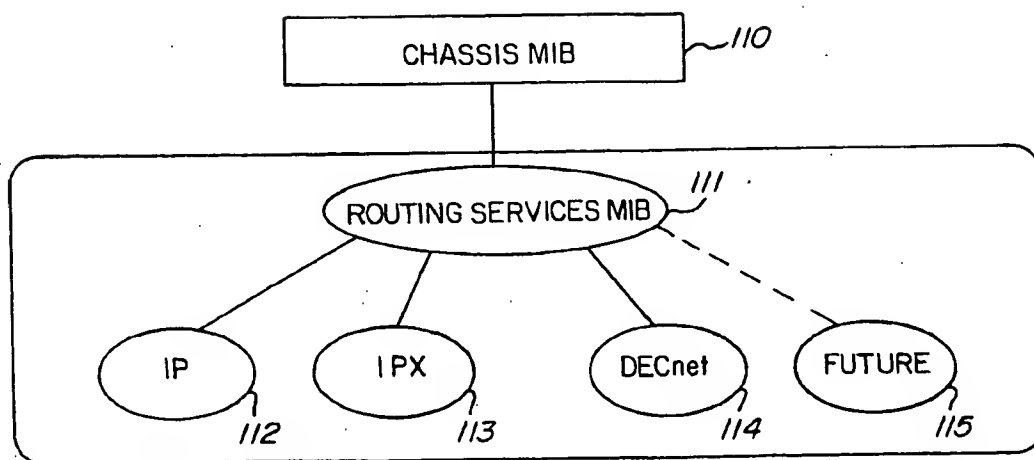 CHASSIS MIB
110
ROUTING SERVICES MIB
111
IP
IPX
DECnet
FUTURE
112
113
114
115